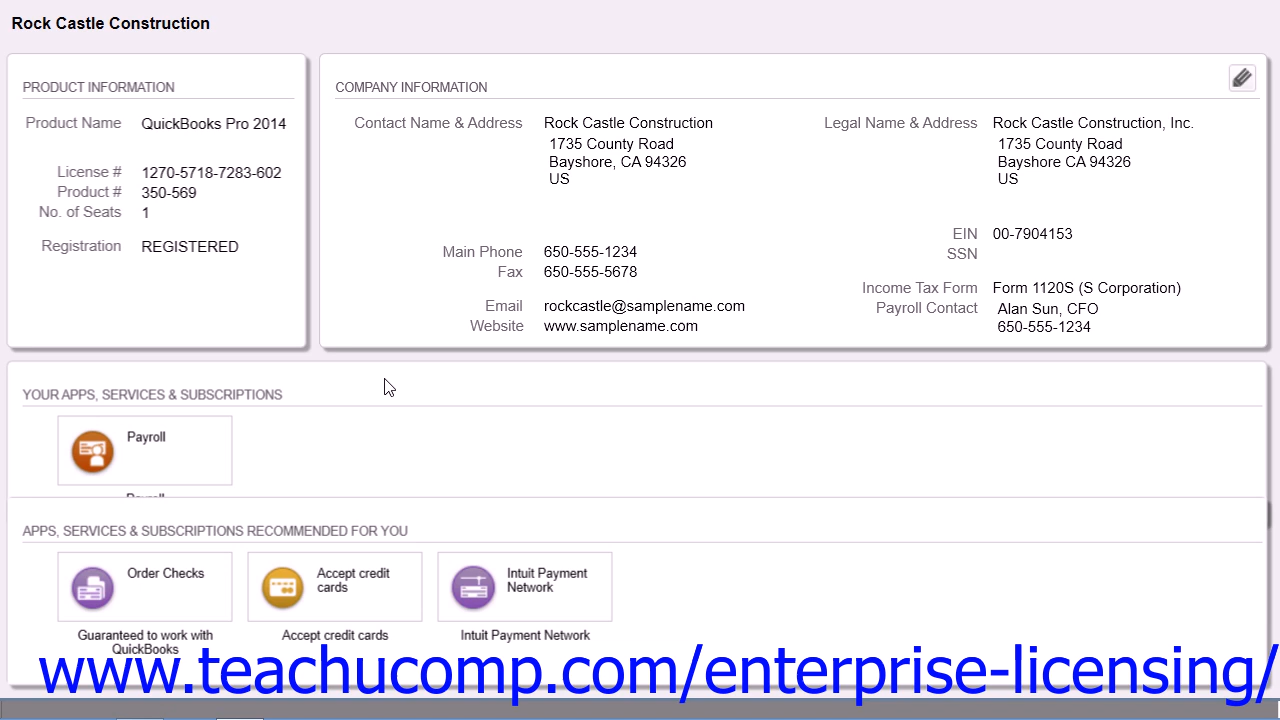 Rock Castle Construction
PRODUCT INFORMATION
Product Name QuickBooks Pro 2014
License # 1270-5718-7283-602
Product # 350-569
No. of Seats 1
Registration REGISTERED
COMPANY INFORMATION
Contact Name & Address Rock Castle Construction
1735 County Road
Bayshore, CA 94326
US
Main Phone 650-555-1234
Fax 650-555-5678
Email rockcastle@samplename.com
Website www.samplename.com
Legal Name & Address Rock Castle Construction, Inc.
1735 County Road
Bayshore CA 94326
US
EIN 00-7904153
SSN
Income Tax Form Form 1120S (S Corporation)
Payroll Contact Alan Sun, CFO
650-555-1234
YOUR APPS, SERVICES & SUBSCRIPTIONS
Payroll
Payroll
APPS, SERVICES & SUBSCRIPTIONS RECOMMENDED FOR YOU
Order Checks
Guaranteed to work with
QuickBooks
Accept credit
cards
Accept credit cards
Intuit Payment
Network
Intuit Payment Network
www.teachucomp.com/enterprise-licensing/